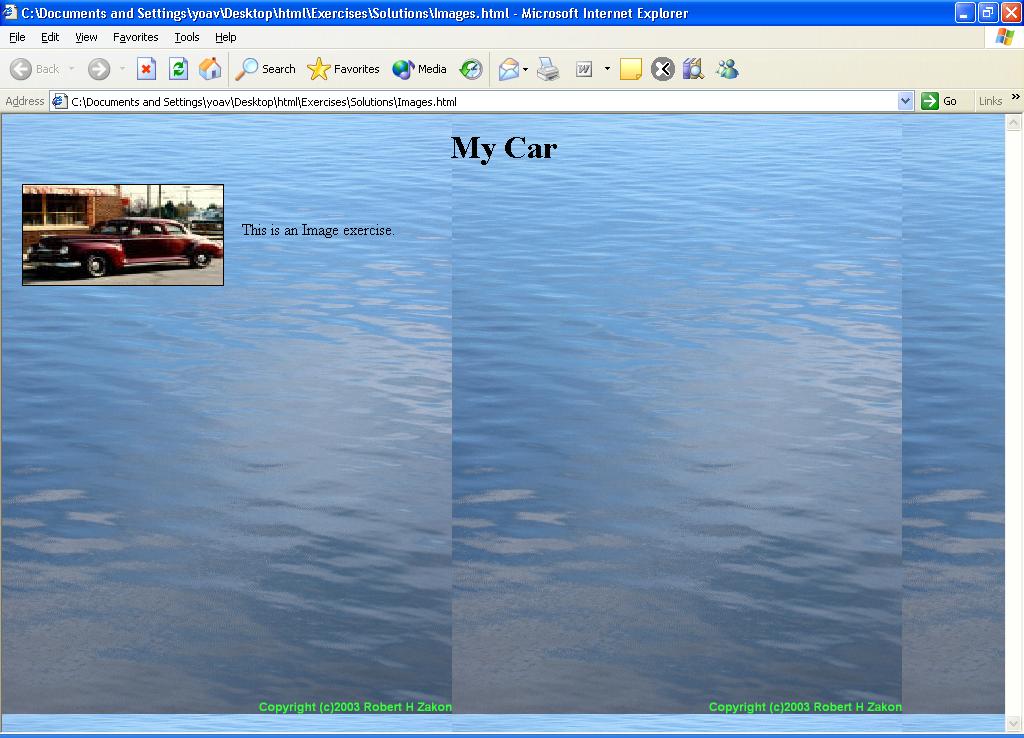 C:\Documents and Settings\yoav\Desktop\html\Exercises\Solutions\Images.html - Microsoft Internet Explorer
File Edit View Favorites Tools Help
Back Search Favorites Media W
Address C:\Documents and Settings\yoav\Desktop\html\Exercises\Solutions\Images.html Go Links »
My Car
This is an Image exercise.
Copyright (c)2003 Robert H Zakon Copyright (c)2003 Robert H Zakon